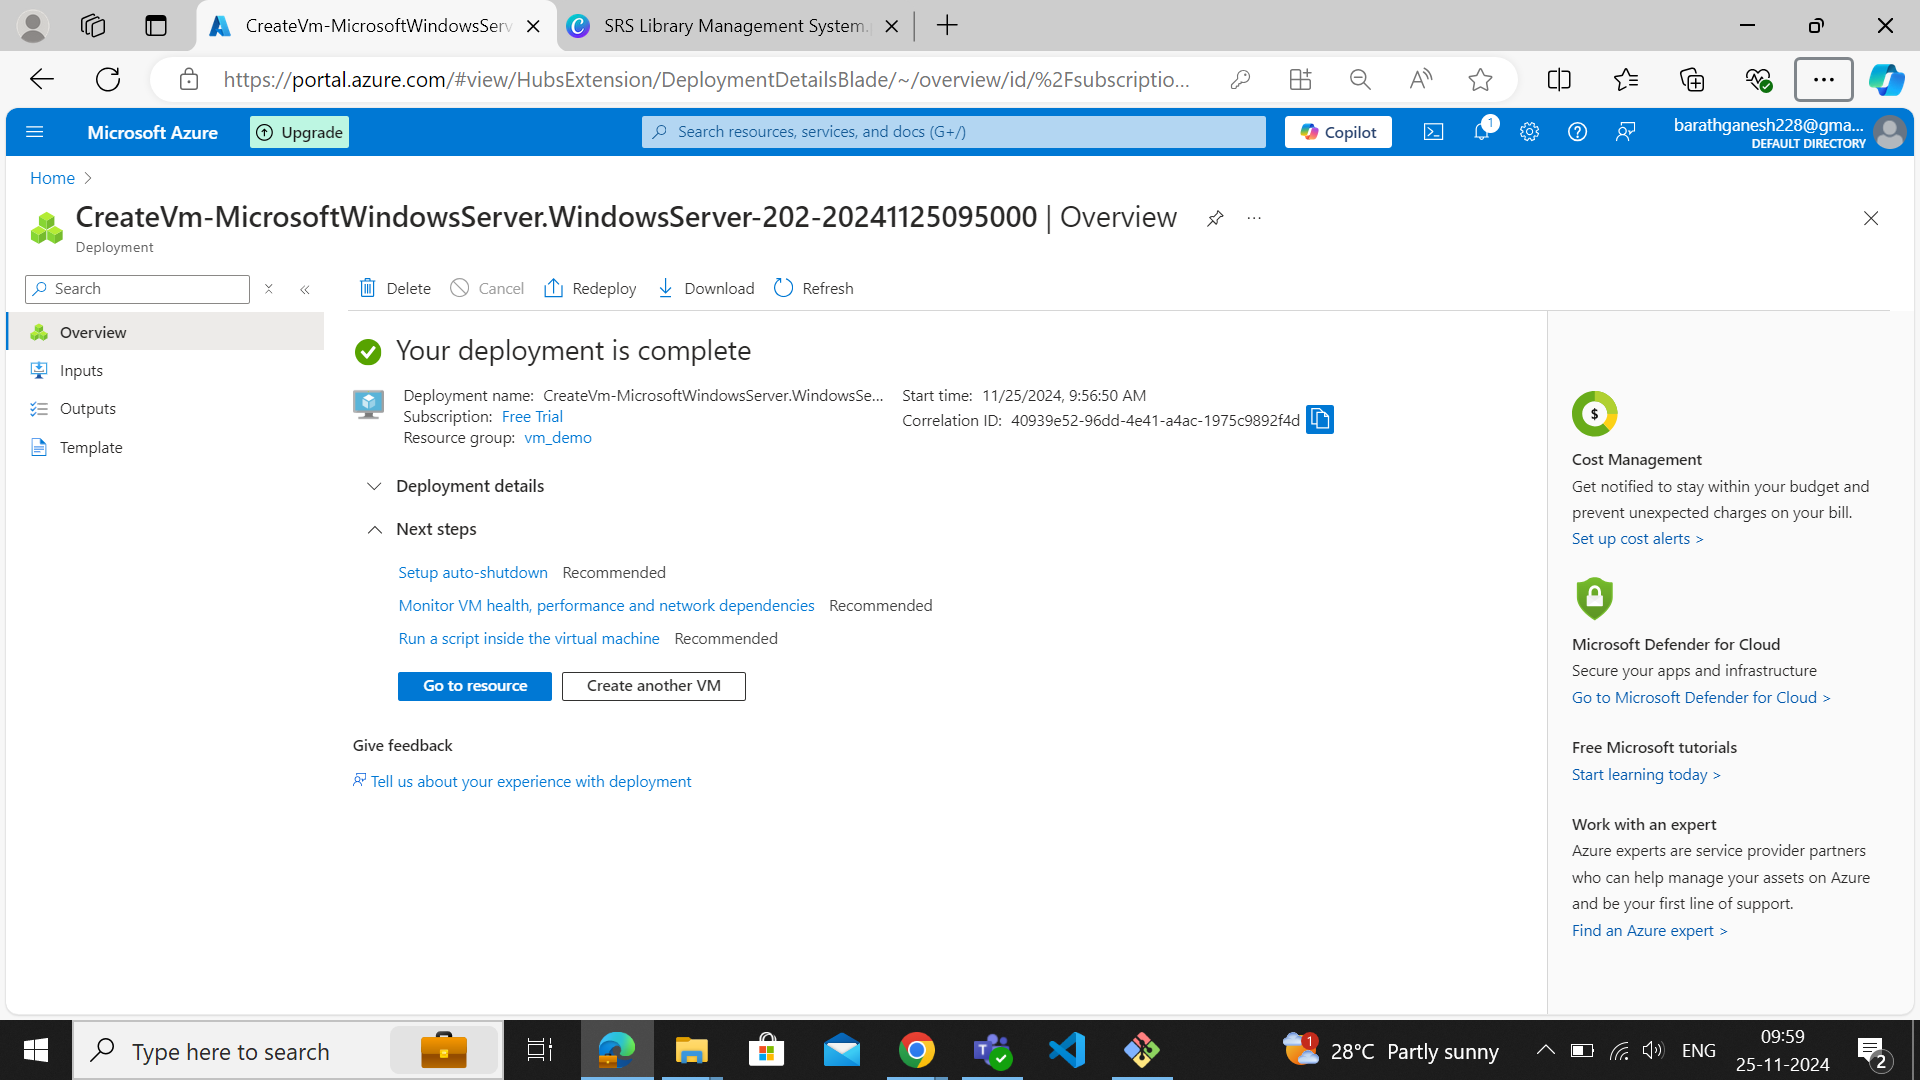 CreateVm-MicrosoftWindowsServ
SRS Library Management System.
https://portal.azure.com/#view/HubsExtension/DeploymentDetailsBlade/~/overview/id/%2Fsubscriptio...
Microsoft Azure
Upgrade
Search resources, services, and docs (G+/)
Copilot
1
barathganesh228@gma...
DEFAULT DIRECTORY
Home
CreateVm-MicrosoftWindowsServer.WindowsServer-202-20241125095000 | Overview
Deployment
Search
Delete
Cancel
Redeploy
Download
Refresh
Overview
Inputs
Outputs
Template
Your deployment is complete
Deployment name: CreateVm-MicrosoftWindowsServer.WindowsSe...
Subscription: Free Trial
Resource group: vm_demo
Start time: 11/25/2024, 9:56:50 AM
Correlation ID: 40939e52-96dd-4e41-a4ac-1975c9892f4d
Deployment details
Next steps
Setup auto-shutdown Recommended
Monitor VM health, performance and network dependencies Recommended
Run a script inside the virtual machine Recommended
Go to resource
Create another VM
Give feedback
Tell us about your experience with deployment
$
Cost Management
Get notified to stay within your budget and
prevent unexpected charges on your bill.
Set up cost alerts >
Microsoft Defender for Cloud
Secure your apps and infrastructure
Go to Microsoft Defender for Cloud >
Free Microsoft tutorials
Start learning today >
Work with an expert
Azure experts are service provider partners
who can help manage your assets on Azure
and be your first line of support.
Find an Azure expert >
Type here to search
1
28°C Partly sunny
ENG
09:59
25-11-2024
2